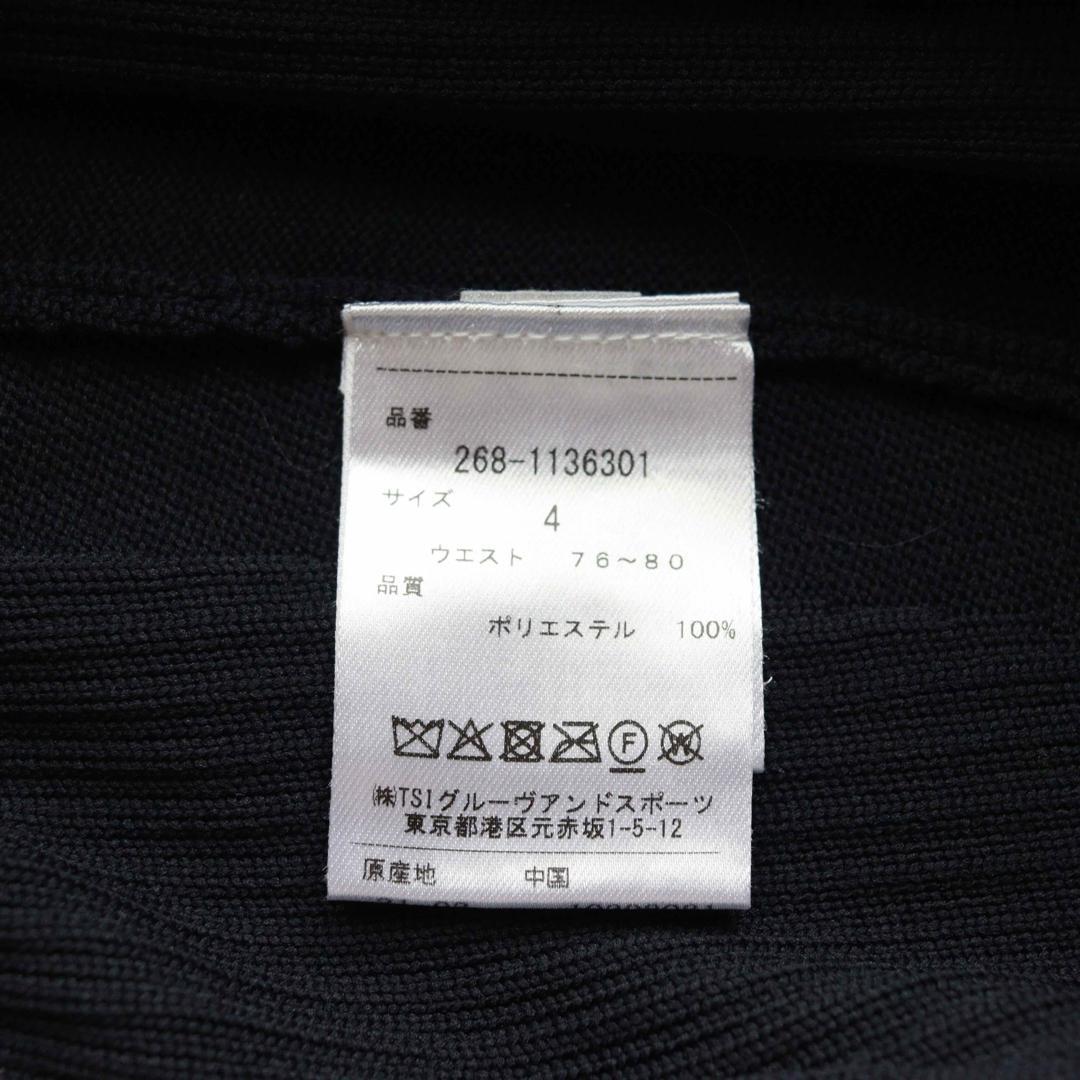 品番
268-1136301
サイズ
4
ウエスト 76～80
品質
ポリエステル 100%
F
W
㈱TSIグルーヴアンドスポーツ
東京都港区元赤坂1-5-12
原産地 中国